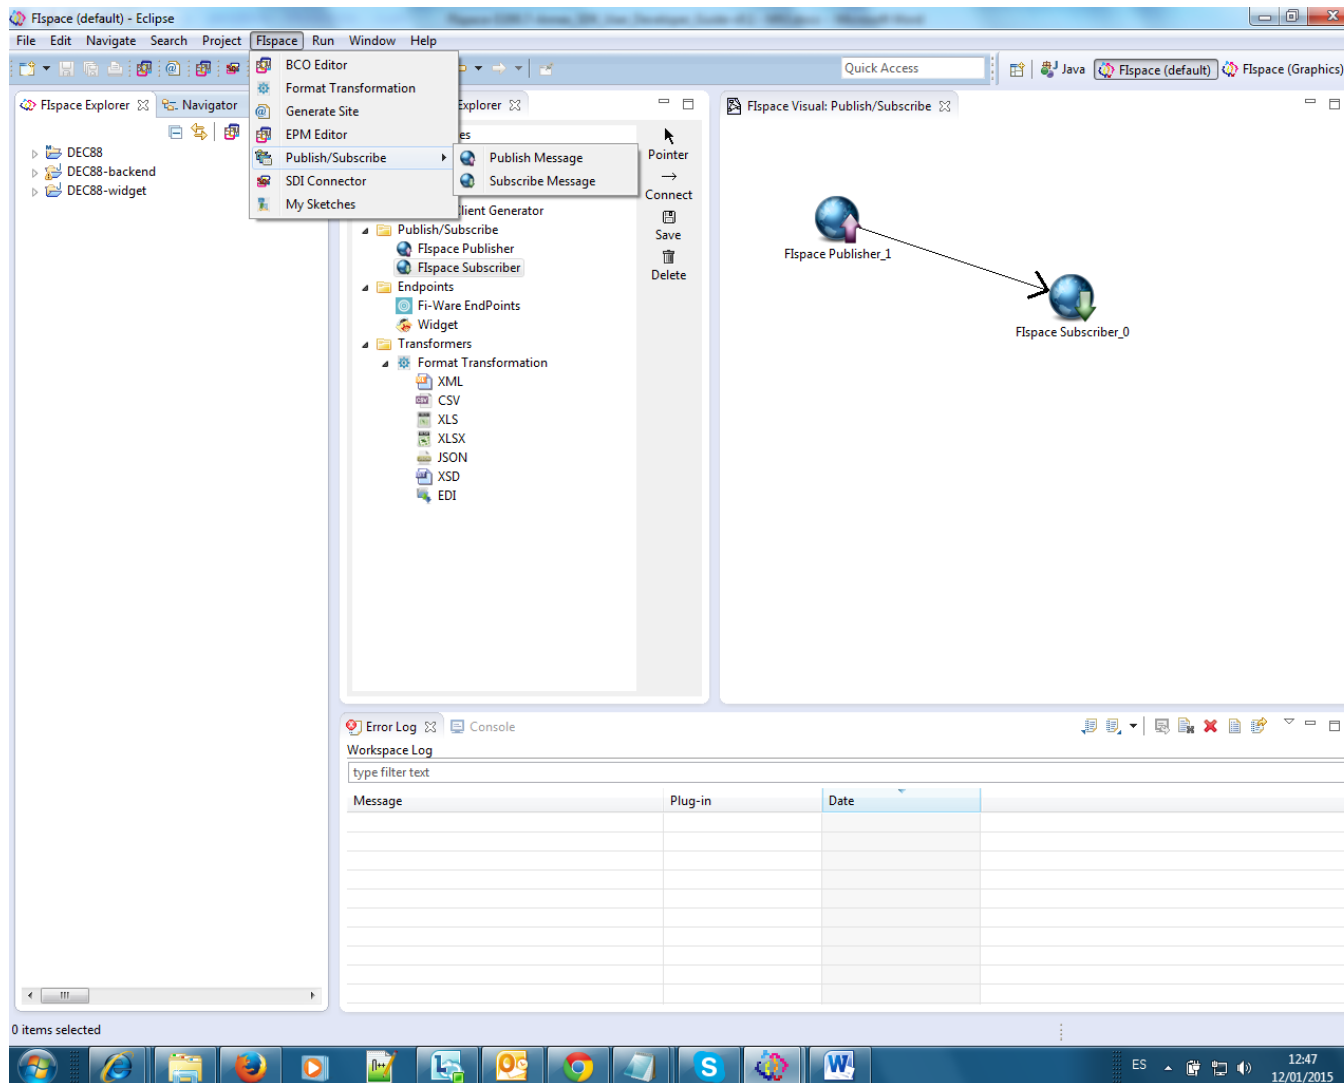 FIspace (default) - Eclipse
File Edit Navigate Search Project FIspace Run Window Help
Quick Access
Java
FIspace (default)
FIspace (Graphics)
BCO Editor
Format Transformation
Generate Site
EPM Editor
Publish/Subscribe
SDI Connector
My Sketches
Publish Message
Subscribe Message
FIspace Explorer
Navigator
DEC88
DEC88-backend
DEC88-widget
Explorer
Client Generator
Publish/Subscribe
FIspace Publisher
FIspace Subscriber
Endpoints
Fi-Ware EndPoints
Widget
Transformers
Format Transformation
XML
CSV
XLS
XLSX
JSON
XSD
EDI
Pointer
Connect
Save
Delete
FIspace Visual: Publish/Subscribe
FIspace Publisher_1
FIspace Subscriber_0
Error Log
Console
Workspace Log
type filter text
Message Plug-in Date
0 items selected
ES
12:47
12/01/2015